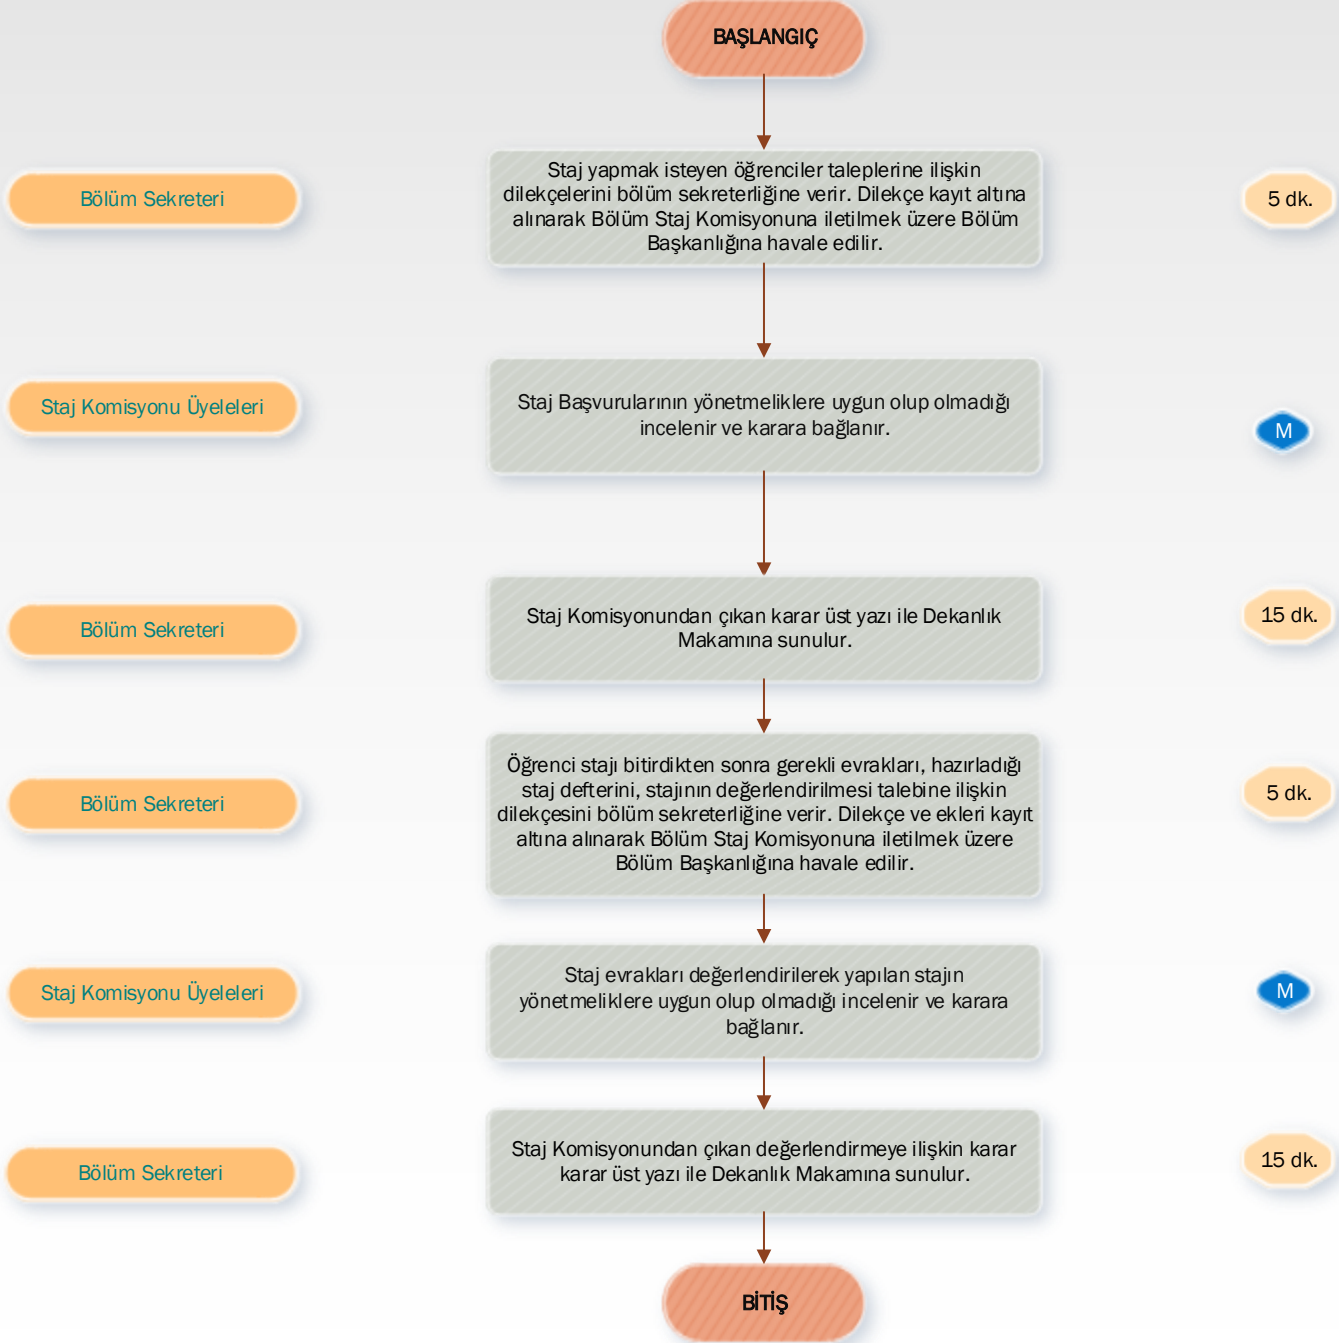 BAŞLANGIÇ
Bölüm Sekreteri
Staj yapmak isteyen öğrenciler taleplerine ilişkin
dilekçelerini bölüm sekreterliğine verir. Dilekçe kayıt altına
alınarak Bölüm Staj Komisyonuna iletilmek üzere Bölüm
Başkanlığına havale edilir.
5 dk.
Staj Komisyonu Üyeleleri
Staj Başvurularının yönetmeliklere uygun olup olmadığı
incelenir ve karara bağlanır.
M
Bölüm Sekreteri
Staj Komisyonundan çıkan karar üst yazı ile Dekanlık
Makamına sunulur.
15 dk.
Bölüm Sekreteri
Öğrenci stajı bitirdikten sonra gerekli evrakları, hazırladığı
staj defterini, stajının değerlendirilmesi talebine ilişkin
dilekçesini bölüm sekreterliğine verir. Dilekçe ve ekleri kayıt
altına alınarak Bölüm Staj Komisyonuna iletilmek üzere
Bölüm Başkanlığına havale edilir.
5 dk.
Staj Komisyonu Üyeleleri
Staj evrakları değerlendirilerek yapılan stajın
yönetmeliklere uygun olup olmadığı incelenir ve karara
bağlanır.
M
Bölüm Sekreteri
Staj Komisyonundan çıkan değerlendirmeye ilişkin karar
karar üst yazı ile Dekanlık Makamına sunulur.
15 dk.
BİTİŞ